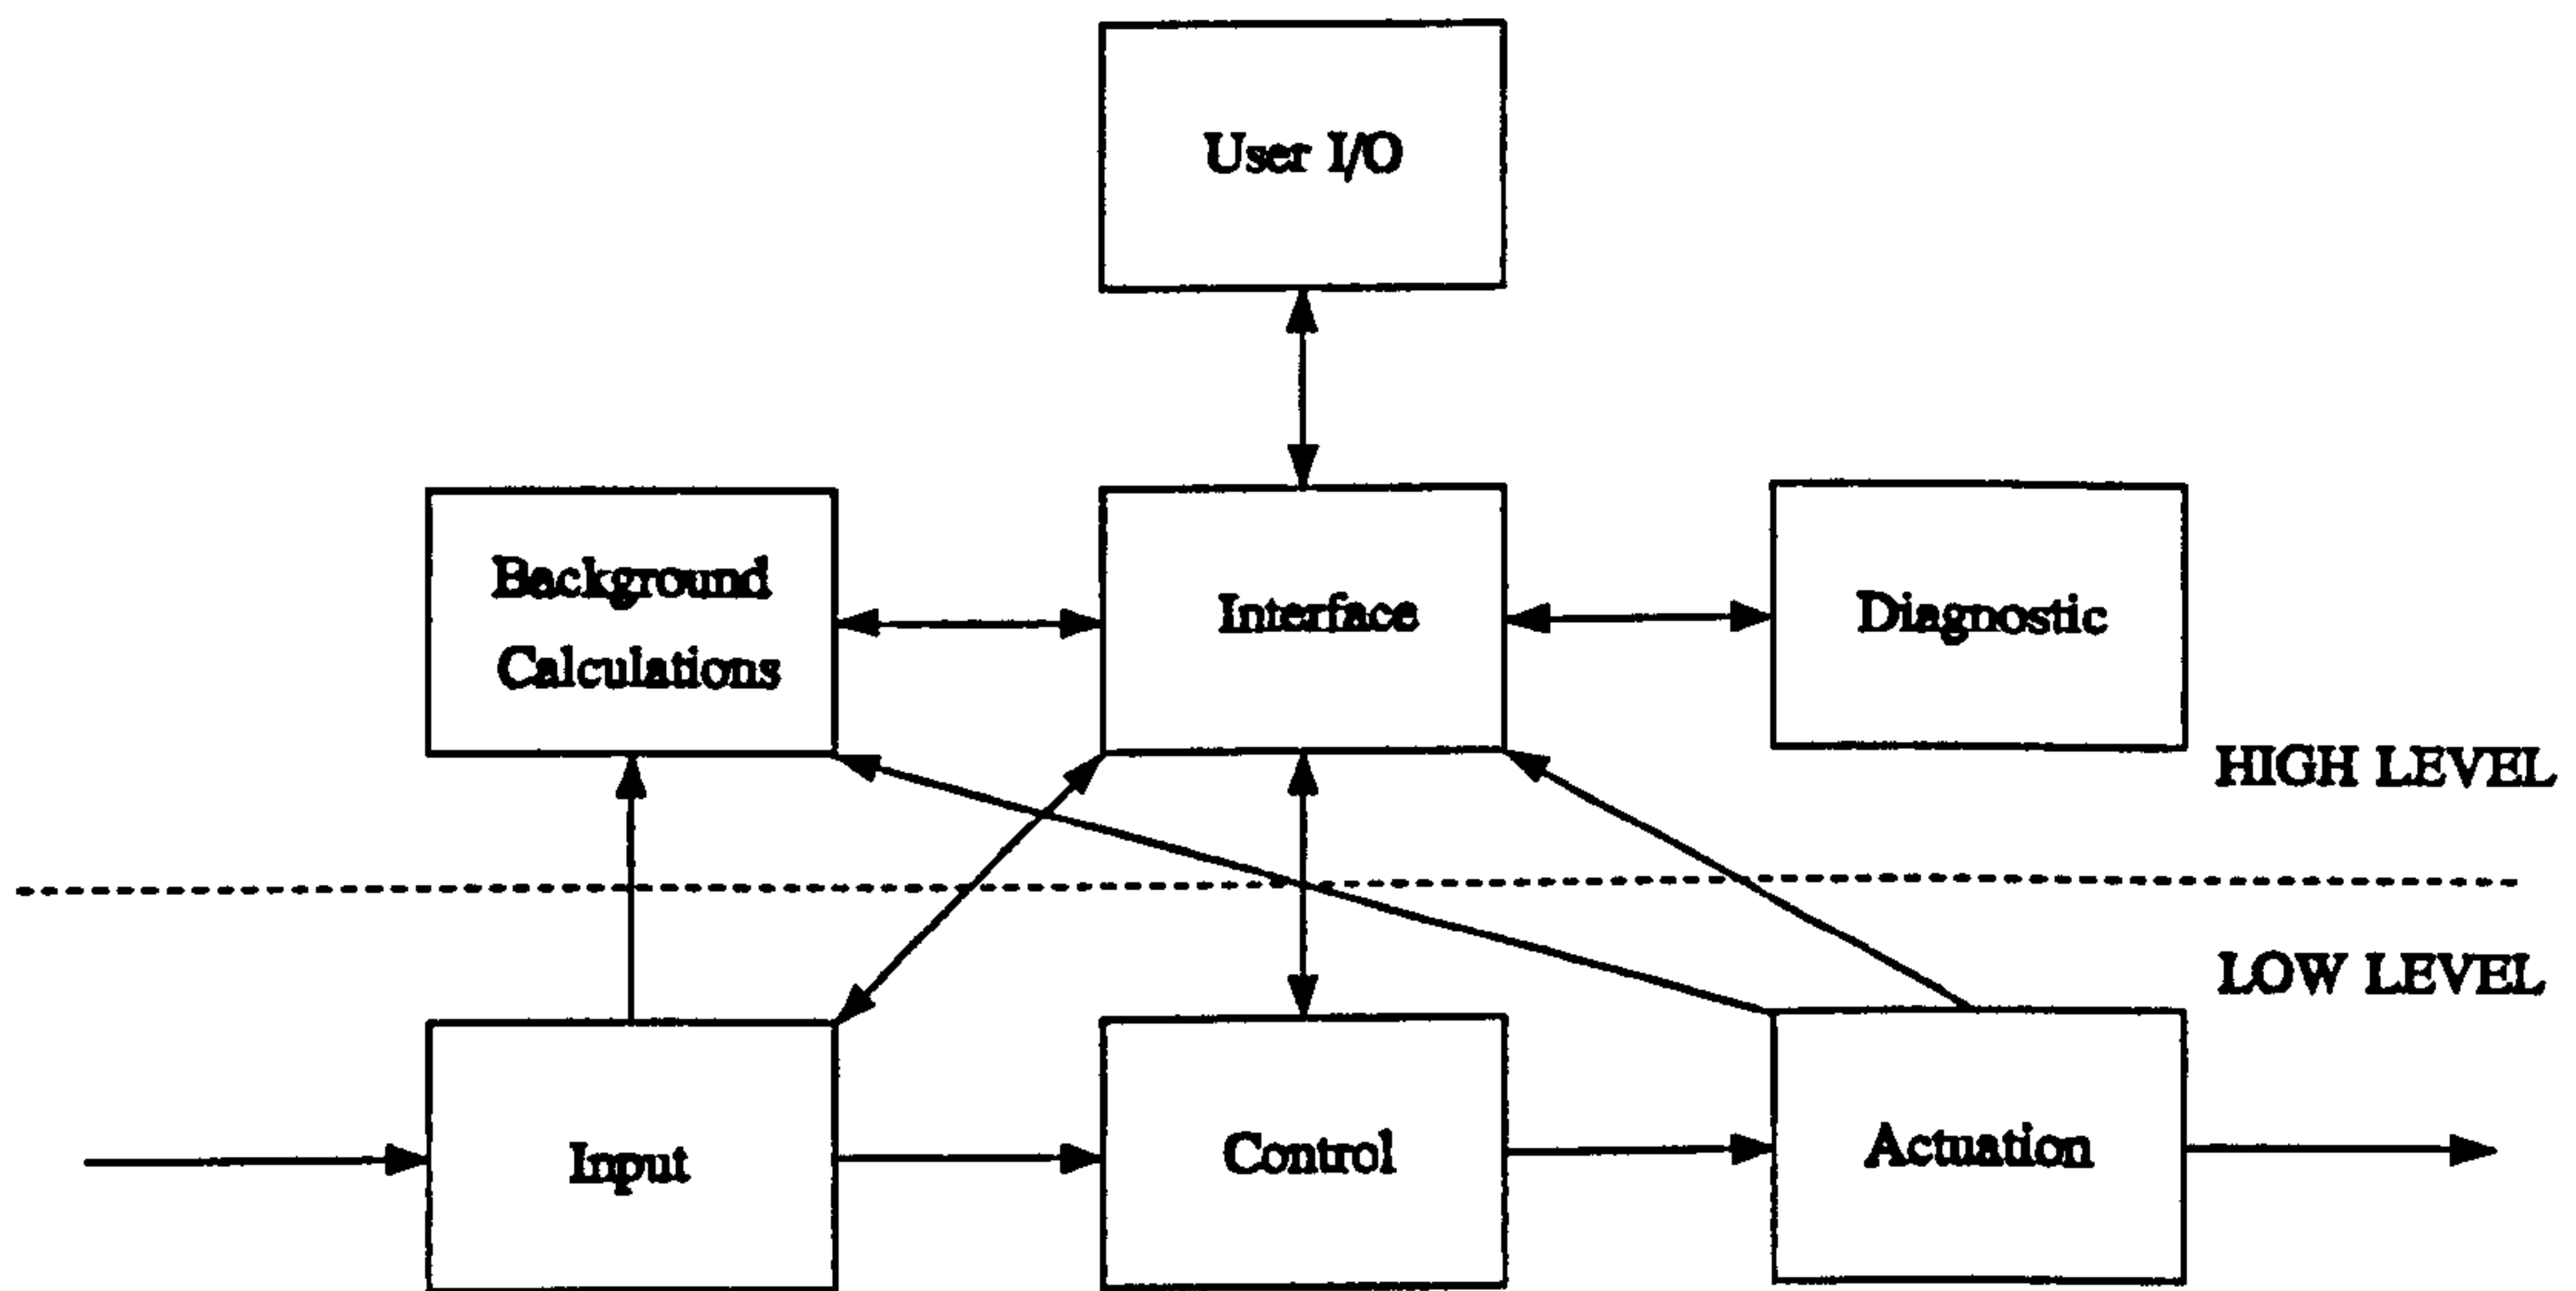 User I/O
Background
Calculations
Interface
Diagnostic
HIGH LEVEL
LOW LEVEL
Input
Control
Actuation